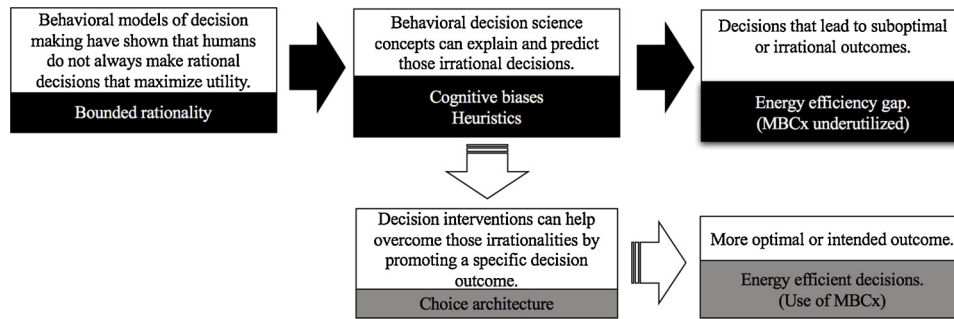 Behavioral models of decision
making have shown that humans
do not always make rational
decisions that maximize utility.
Bounded rationality
Behavioral decision science
concepts can explain and predict
those irrational decisions.
Cognitive biases
Heuristics
Decisions that lead to suboptimal
or irrational outcomes.
Energy efficiency gap.
(MBCx underutilized)
Decision interventions can help
overcome those irrationalities by
promoting a specific decision
outcome.
Choice architecture
More optimal or intended outcome.
Energy efficient decisions.
(Use of MBCx)